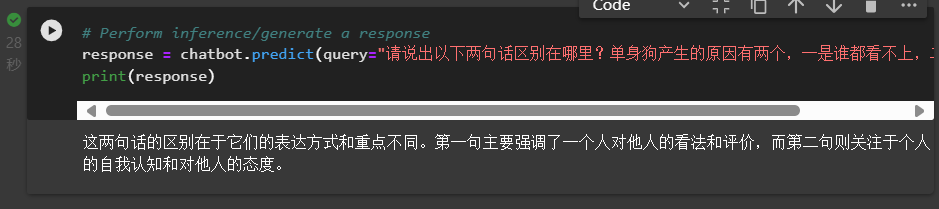 Code
28
秒
# Perform inference/generate a response
response = chatbot.predict(query="请说出以下两句话区别在哪里？单身狗产生的原因有两个，一是谁都看不上，
print(response)
这两句话的区别在于它们的表达方式和重点不同。第一句主要强调了一个人对他人的看法和评价，而第二句则关注于个人
的自我认知和对他人的态度。